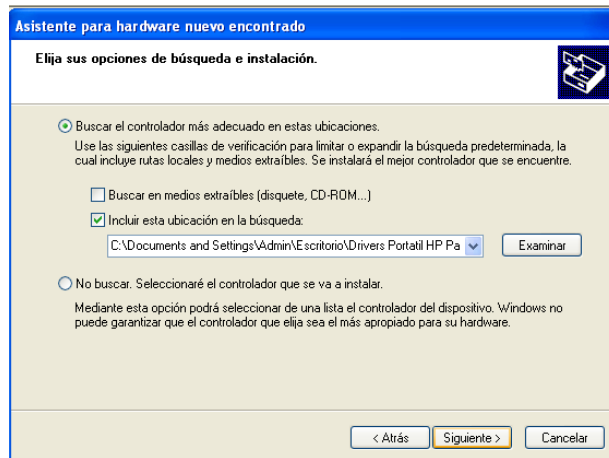 Asistente para hardware nuevo encontrado
Elija sus opciones de búsqueda e instalación.
Buscar el controlador más adecuado en estas ubicaciones.
Use las siguientes casillas de verificación para limitar o expandir la búsqueda predeterminada, la
cual incluye rutas locales y medios extraíbles. Se instalará el mejor controlador que se encuentre.
Buscar en medios extraíbles (disquete, CD-ROM...)
Incluir esta ubicación en la búsqueda:
C:\Documents and Settings\Admin\Escritorio\Drivers Portatil HP Pa
Examinar
No buscar. Seleccionaré el controlador que se va a instalar.
Mediante esta opción podrá seleccionar de una lista el controlador del dispositivo. Windows no
puede garantizar que el controlador que elija sea el más apropiado para su hardware.
< Atrás
Siguiente >
Cancelar